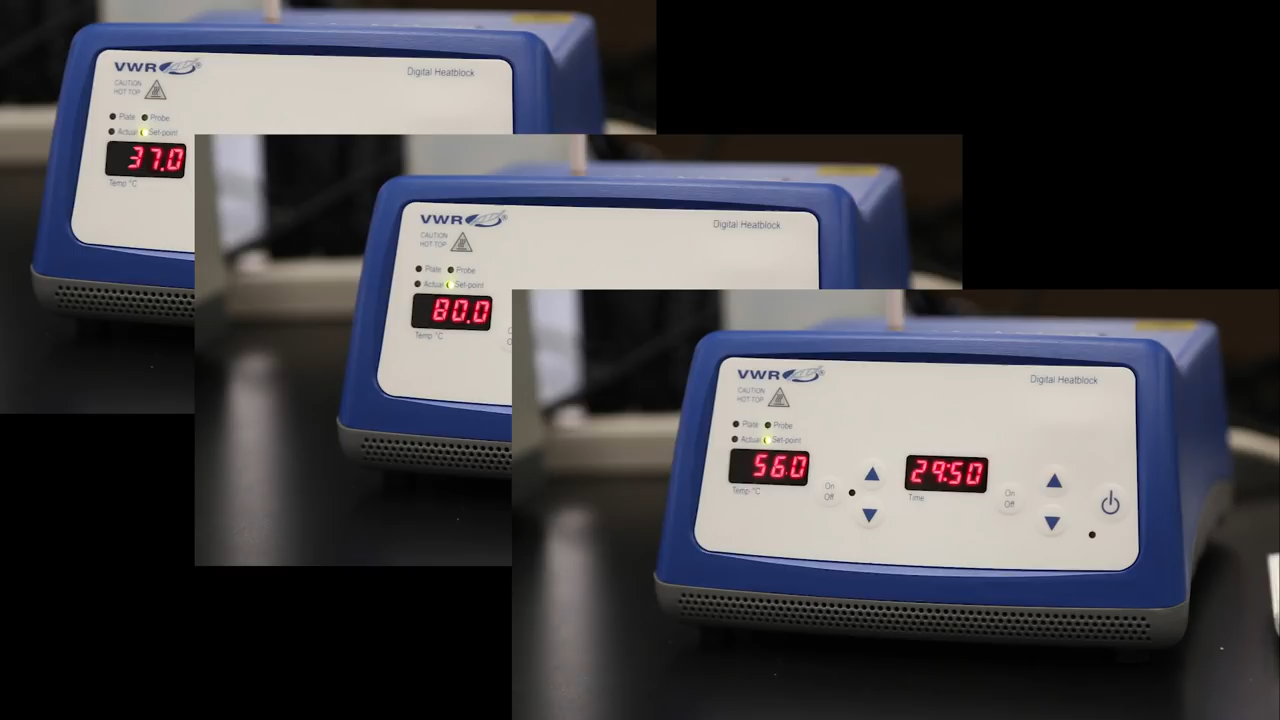 VWR
Digital Heatblock
CAUTION
HOT TOP
Plate Probe
Actual Set-point
37.0
Temp °C
VWR
Digital Heatblock
CAUTION
HOT TOP
Plate Probe
Actual Set-point
80.0
Temp °C
VWR
Digital Heatblock
CAUTION
HOT TOP
Plate Probe
Actual Set-point
56.0
29:50
Temp °C
On
Off
Time
On
Off